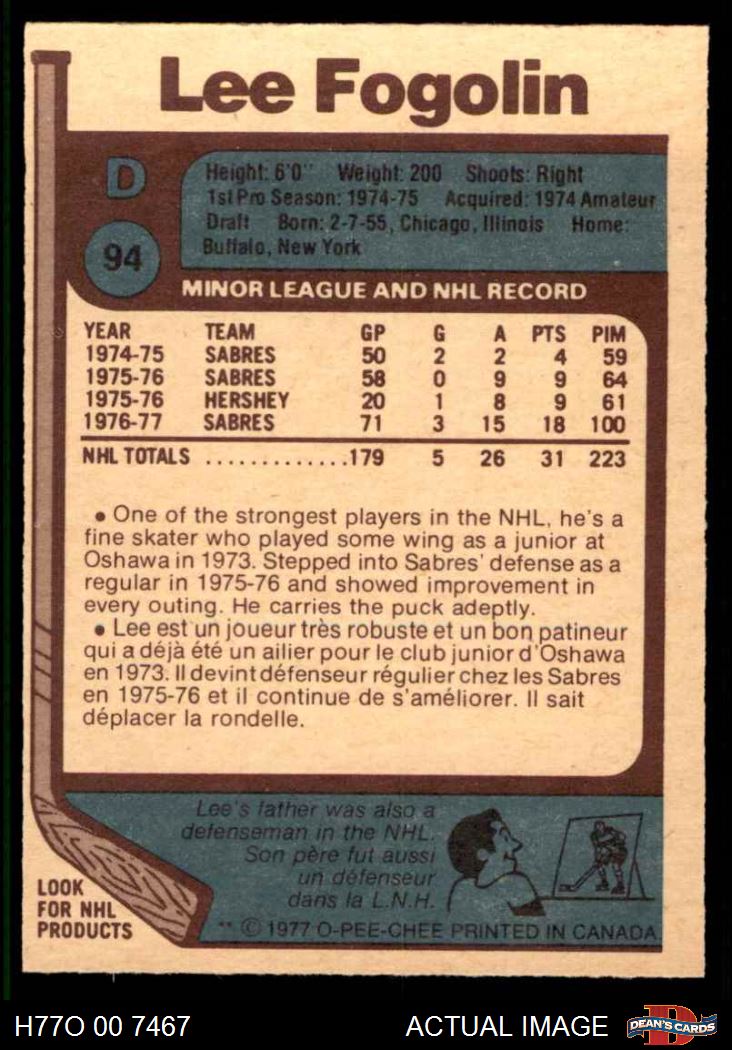 Lee Fogolin
D
94
Height: 6'0" Weight: 200 Shoots: Right
1st Pro Season: 1974-75 Acquired: 1974 Amateur
Draft Born: 2-7-55, Chicago, Illinois Home:
Buffalo, New York
MINOR LEAGUE AND NHL RECORD
YEAR TEAM GP G A PTS PIM
1974-75 SABRES 50 2 2 4 59
1975-76 SABRES 58 0 9 9 64
1975-76 HERSHEY 20 1 8 9 61
1976-77 SABRES 71 3 15 18 100
NHL TOTALS .............179 5 26 31 223
• One of the strongest players in the NHL, he's a
fine skater who played some wing as a junior at
Oshawa in 1973. Stepped into Sabres' defense as a
regular in 1975-76 and showed improvement in
every outing. He carries the puck adeptly.
• Lee est un joueur très robuste et un bon patineur
qui a déjà été un ailier pour le club junior d'Oshawa
en 1973. Il devint défenseur régulier chez les Sabres
en 1975-76 et il continue de s'améliorer. Il sait
déplacer la rondelle.
Lee's father was also a
defenseman in the NHL.
Son père fut aussi
un défenseur
dans la L.N.H.
LOOK
FOR NHL
PRODUCTS
** © 1977 O-PEE-CHEE PRINTED IN CANADA
H77O 00 7467 ACTUAL IMAGE DEAN'S CARDS